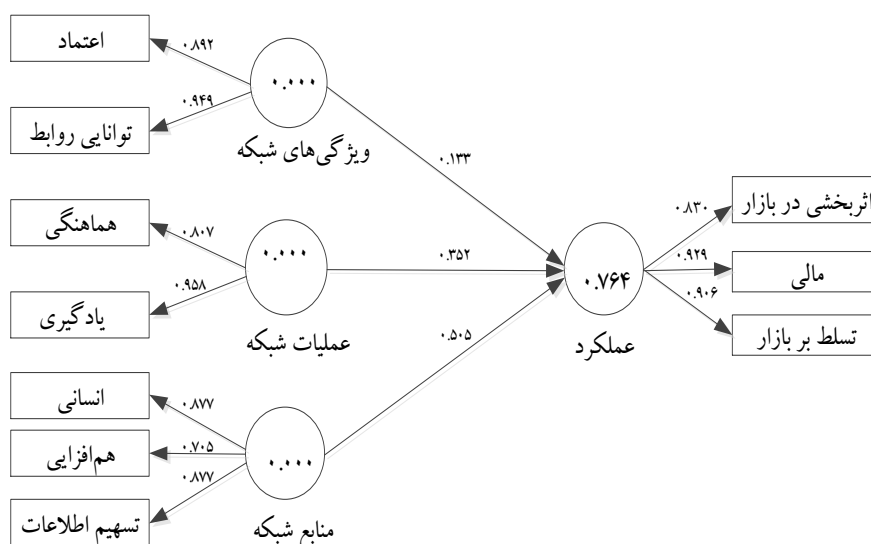 اعتماد
۰.۸۹۲
۰.۰۰۰
۰.۹۴۹
توانایی روابط
ویژگی‌های شبکه
۰.۱۳۳
هماهنگی
۰.۸۰۷
۰.۰۰۰
۰.۹۵۸
یادگیری
عملیات شبکه
۰.۳۵۲
انسانی
۰.۸۷۷
هم‌افزایی
۰.۷۰۵
۰.۰۰۰
۰.۸۷۷
تسهیم اطلاعات
منابع شبکه
۰.۵۰۵
۰.۷۶۴
عملکرد
۰.۸۳۰
اثربخشی در بازار
۰.۹۲۹
مالی
۰.۹۰۶
تسلط بر بازار